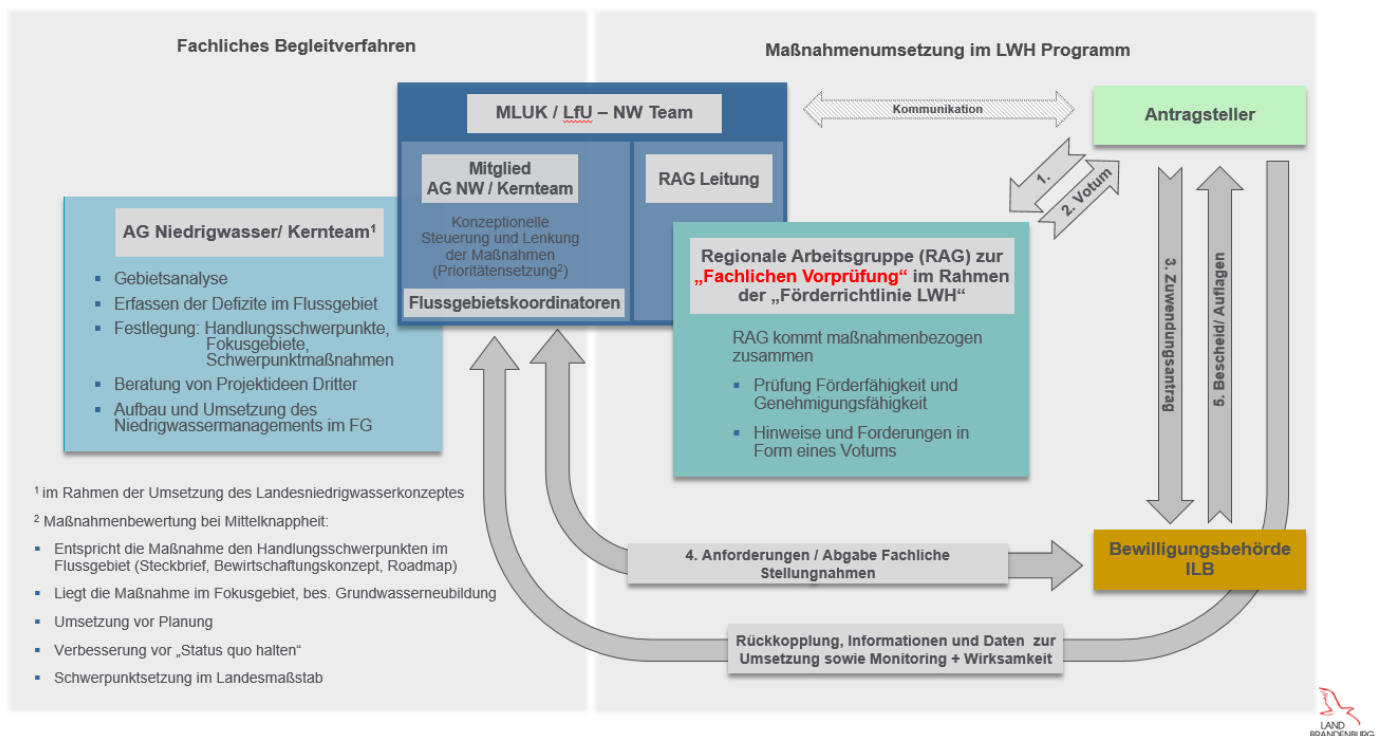 Fachliches Begleitverfahren
Maßnahmenumsetzung im LWH Programm
MLUK / LfU – NW Team
Kommunikation
Antragsteller
Mitglied
AG NW / Kernteam
RAG Leitung
Konzeptionelle
Steuerung und Lenkung
der Maßnahmen
(Prioritätensetzung²)
Flussgebietskoordinatoren
AG Niedrigwasser/ Kernteam¹
▪ Gebietsanalyse
▪ Erfassen der Defizite im Flussgebiet
▪ Festlegung: Handlungsschwerpunkte,
Fokusgebiete,
Schwerpunktmaßnahmen
▪ Beratung von Projektideen Dritter
▪ Aufbau und Umsetzung des
Niedrigwassermanagements im FG
1.
2. Votum
Regionale Arbeitsgruppe (RAG) zur
„Fachlichen Vorprüfung“ im Rahmen
der „Förderrichtlinie LWH“
RAG kommt maßnahmenbezogen
zusammen
▪ Prüfung Förderfähigkeit und
Genehmigungsfähigkeit
▪ Hinweise und Forderungen in
Form eines Votums
3. Zuwendungsantrag
5. Bescheid/ Auflagen
¹ im Rahmen der Umsetzung des Landesniedrigwasserkonzeptes
² Maßnahmenbewertung bei Mittelknappheit:
▪ Entspricht die Maßnahme den Handlungsschwerpunkten im
Flussgebiet (Steckbrief, Bewirtschaftungskonzept, Roadmap)
▪ Liegt die Maßnahme im Fokusgebiet, bes. Grundwasserneubildung
▪ Umsetzung vor Planung
▪ Verbesserung vor „Status quo halten“
▪ Schwerpunktsetzung im Landesmaßstab
4. Anforderungen / Abgabe Fachliche
Stellungnahmen
Bewilligungsbehörde
ILB
Rückkopplung, Informationen und Daten zur
Umsetzung sowie Monitoring + Wirksamkeit
LAND
BRANDENBURG